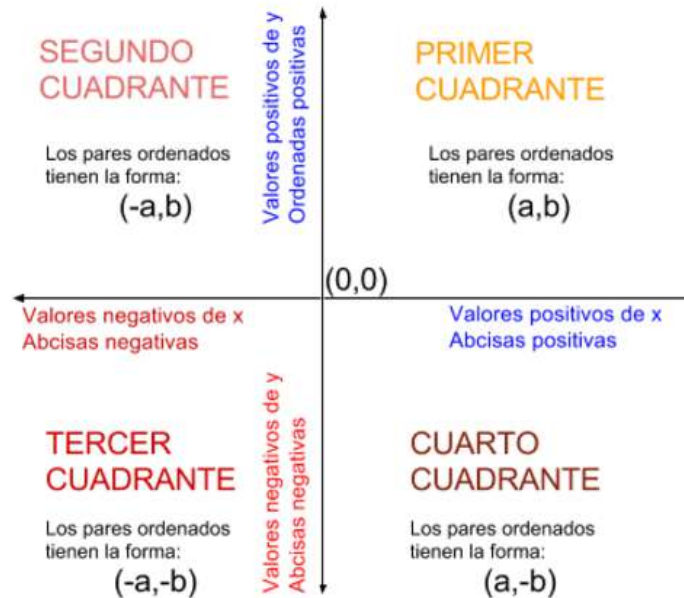 SEGUNDO
CUADRANTE
Los pares ordenados
tienen la forma:
(-a,b)
Valores positivos de y
Ordenadas positivas
PRIMER
CUADRANTE
Los pares ordenados
tienen la forma:
(a,b)
(0,0)
Valores negativos de x
Abcisas negativas
Valores positivos de x
Abcisas positivas
TERCER
CUADRANTE
Los pares ordenados
tienen la forma:
(-a,-b)
Valores negativos de y
Abcisas negativas
CUARTO
CUADRANTE
Los pares ordenados
tienen la forma:
(a,-b)